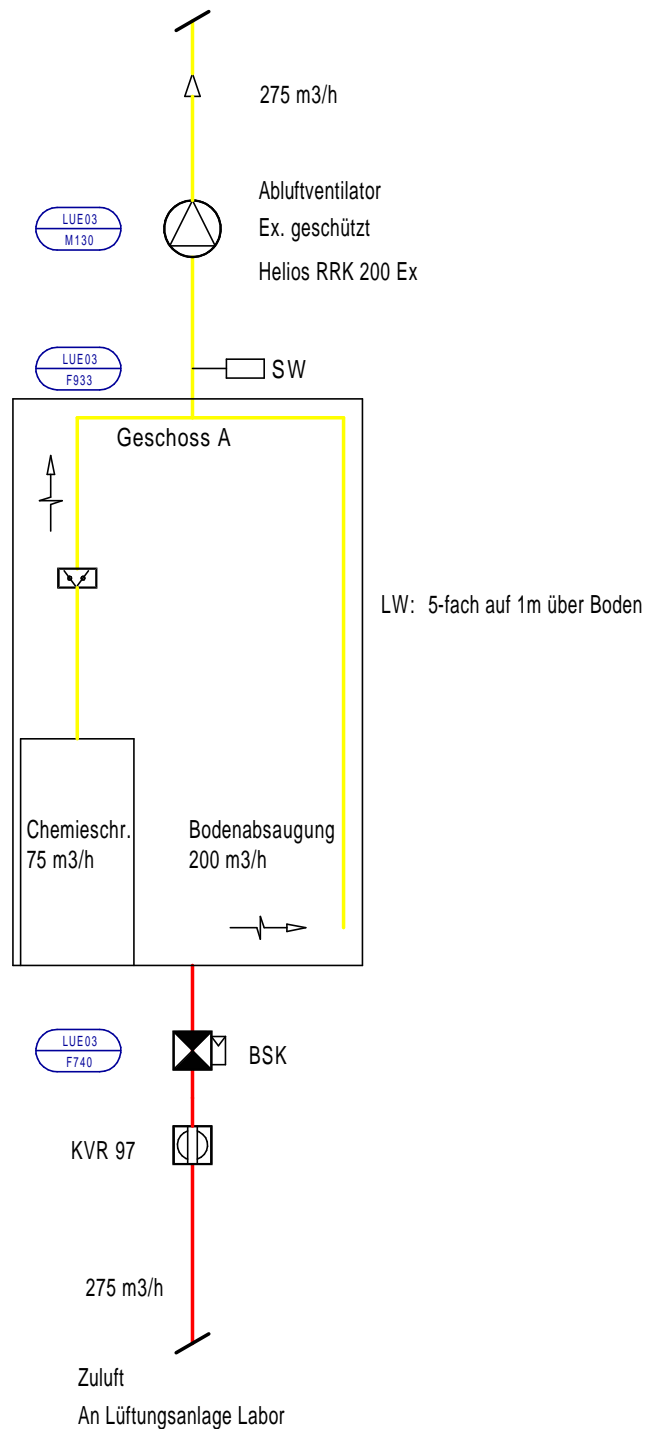 275 m3/h
Abluftventilator
LUE03
M130
Ex. geschützt
Helios RRK 200 Ex
LUE03
F933
SW
Geschoss A
LW: 5-fach auf 1m über Boden
Chemieschr.
75 m3/h
Bodenabsaugung
200 m3/h
LUE03
F740
BSK
KVR 97
275 m3/h
Zuluft
An Lüftungsanlage Labor